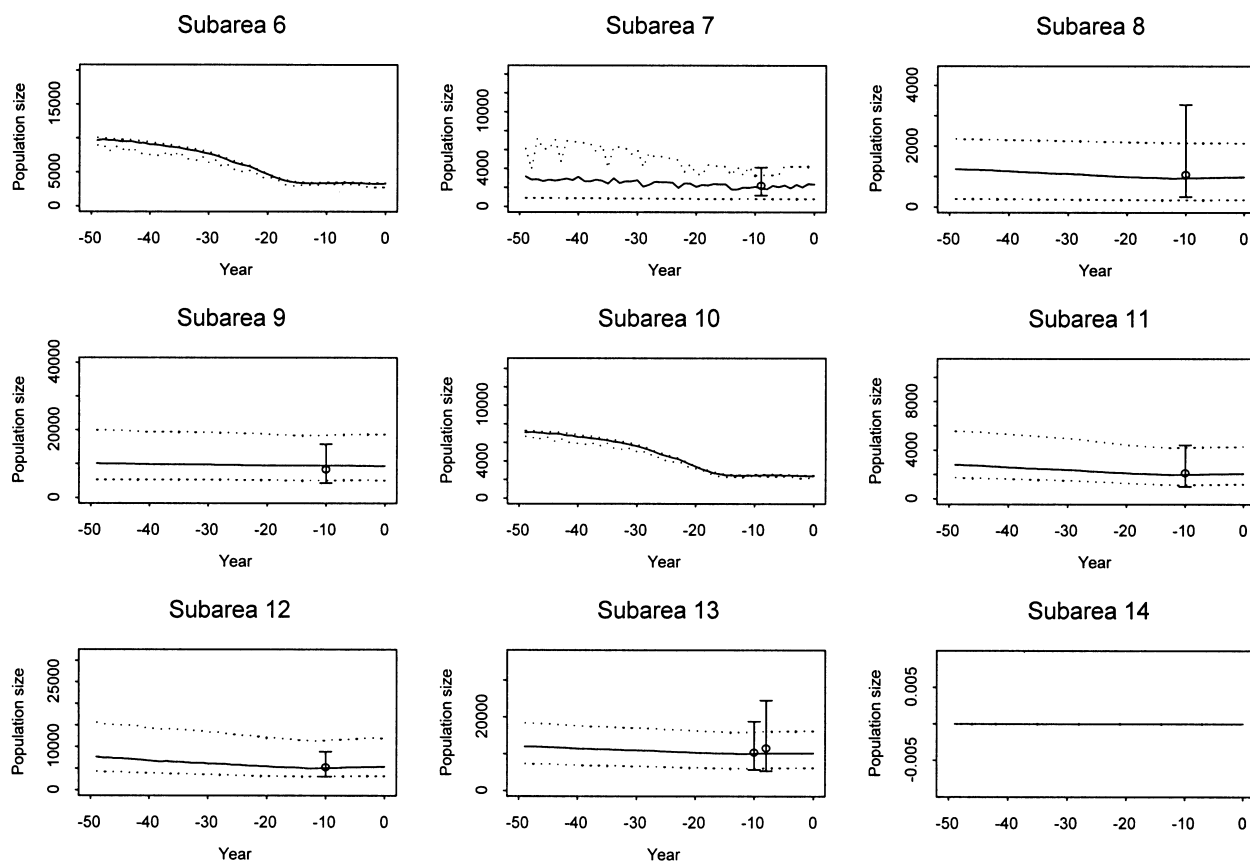 Subarea 6
Population size
0 5000 15000
-50 -40 -30 -20 -10 0
Year
Subarea 7
Population size
0 4000 10000
-50 -40 -30 -20 -10 0
Year
Subarea 8
Population size
0 2000 4000
-50 -40 -30 -20 -10 0
Year
Subarea 9
Population size
0 10000 20000 40000
-50 -40 -30 -20 -10 0
Year
Subarea 10
Population size
0 4000 10000
-50 -40 -30 -20 -10 0
Year
Subarea 11
Population size
0 4000 8000
-50 -40 -30 -20 -10 0
Year
Subarea 12
Population size
0 10000 25000
-50 -40 -30 -20 -10 0
Year
Subarea 13
Population size
0 10000 20000
-50 -40 -30 -20 -10 0
Year
Subarea 14
Population size
-0.005 0.005
-50 -40 -30 -20 -10 0
Year